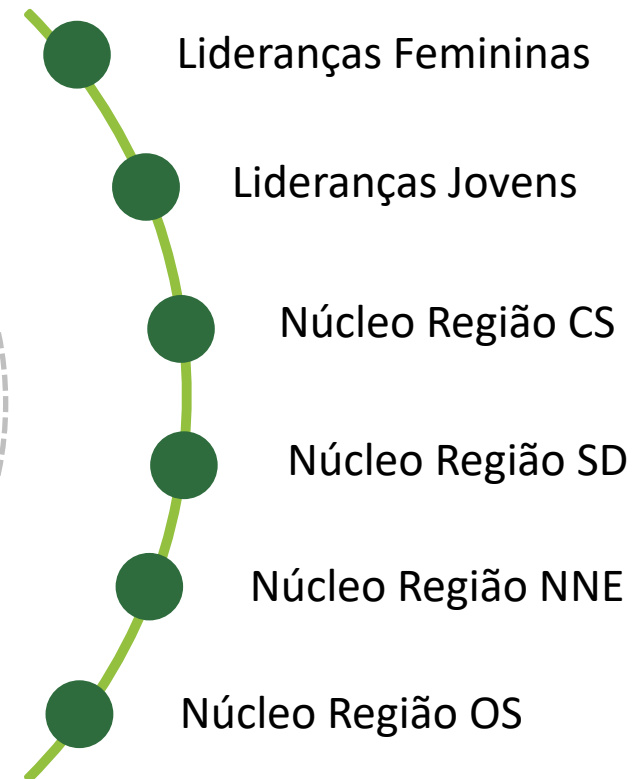 Lideranças Femininas
Lideranças Jovens
Núcleo Região CS
Núcleo Região SD
Núcleo Região NNE
Núcleo Região OS